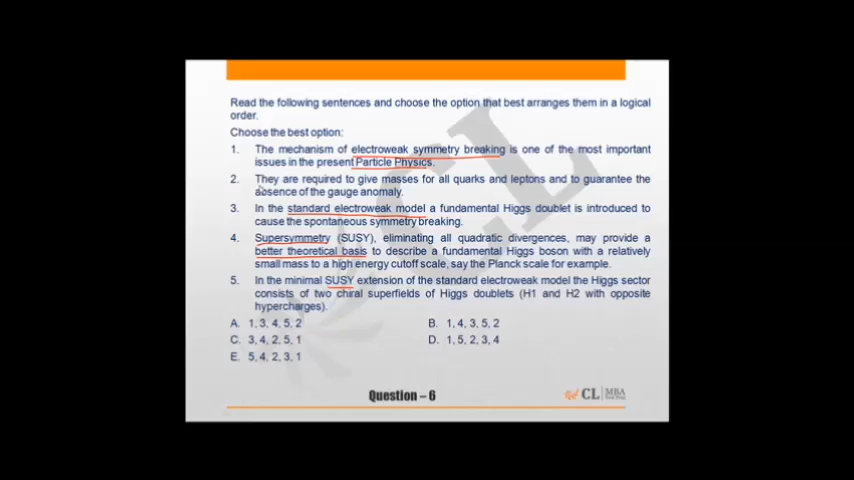 Read the following sentences and choose the option that best arranges them in a logical
order.
Choose the best option:
1. The mechanism of electroweak symmetry breaking is one of the most important
issues in the present Particle Physics.
2. They are required to give masses for all quarks and leptons and to guarantee the
absence of the gauge anomaly.
3. In the standard electroweak model a fundamental Higgs doublet is introduced to
cause the spontaneous symmetry breaking.
4. Supersymmetry (SUSY), eliminating all quadratic divergences, may provide a
better theoretical basis to describe a fundamental Higgs boson with a relatively
small mass to a high energy cutoff scale, say the Planck scale for example.
5. In the minimal SUSY extension of the standard electroweak model the Higgs sector
consists of two chiral superfields of Higgs doublets (H1 and H2 with opposite
hypercharges).
A. 1, 3, 4, 5, 2 B. 1, 4, 3, 5, 2
C. 3, 4, 2, 5, 1 D. 1, 5, 2, 3, 4
E. 5, 4, 2, 3, 1
Question – 6
CL MBA
CL